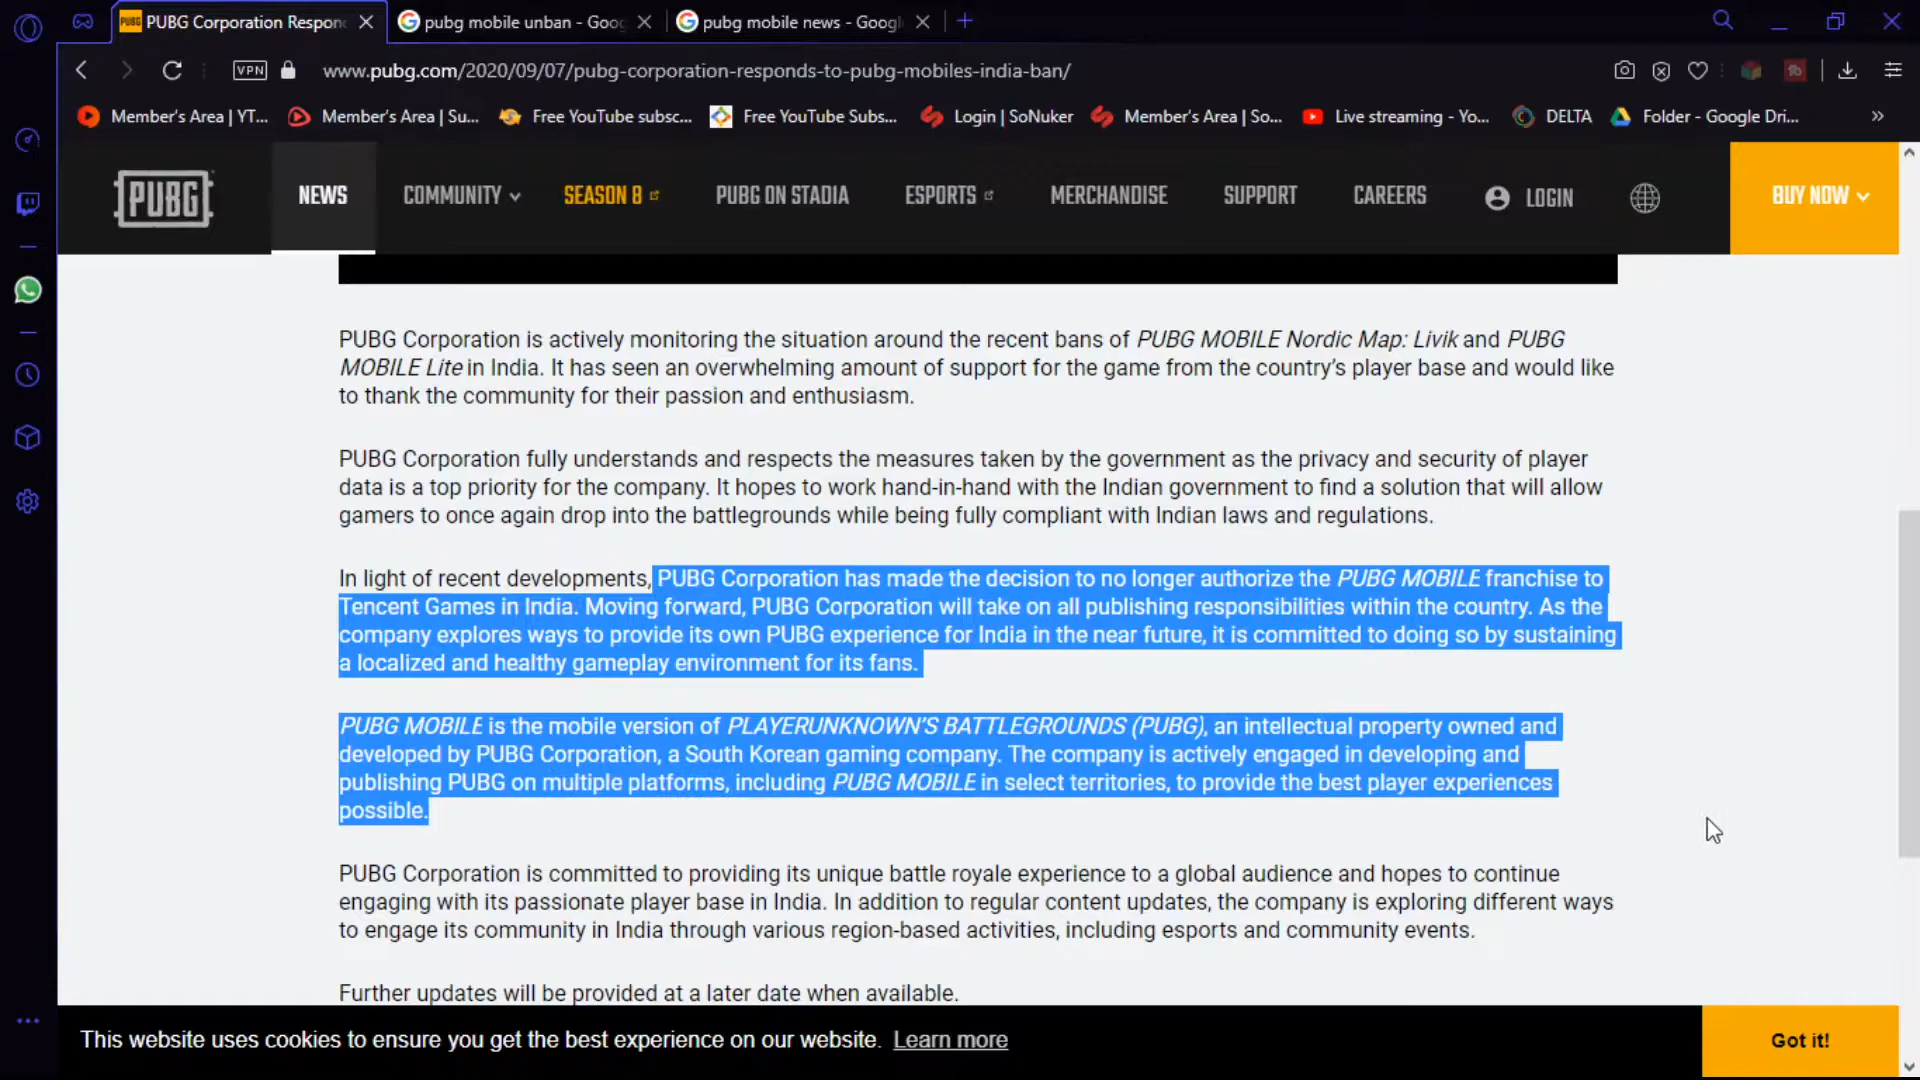 PUBG Corporation Respon
pubg mobile unban - Goog
pubg mobile news - Googl
VPN
www.pubg.com/2020/09/07/pubg-corporation-responds-to-pubg-mobiles-india-ban/
Member's Area | YT...
Member's Area | Su...
Free YouTube subsc...
Free YouTube Subs...
Login | SoNuker
Member's Area | So...
Live streaming - Yo...
DELTA
Folder - Google Dri...
PUBG
NEWS
COMMUNITY
SEASON 8
PUBG ON STADIA
ESPORTS
MERCHANDISE
SUPPORT
CAREERS
LOGIN
BUY NOW
PUBG Corporation is actively monitoring the situation around the recent bans of PUBG MOBILE Nordic Map: Livik and PUBG
MOBILE Lite in India. It has seen an overwhelming amount of support for the game from the country's player base and would like
to thank the community for their passion and enthusiasm.
PUBG Corporation fully understands and respects the measures taken by the government as the privacy and security of player
data is a top priority for the company. It hopes to work hand-in-hand with the Indian government to find a solution that will allow
gamers to once again drop into the battlegrounds while being fully compliant with Indian laws and regulations.
In light of recent developments, PUBG Corporation has made the decision to no longer authorize the PUBG MOBILE franchise to
Tencent Games in India. Moving forward, PUBG Corporation will take on all publishing responsibilities within the country. As the
company explores ways to provide its own PUBG experience for India in the near future, it is committed to doing so by sustaining
a localized and healthy gameplay environment for its fans.
PUBG MOBILE is the mobile version of PLAYERUNKNOWN'S BATTLEGROUNDS (PUBG), an intellectual property owned and
developed by PUBG Corporation, a South Korean gaming company. The company is actively engaged in developing and
publishing PUBG on multiple platforms, including PUBG MOBILE in select territories, to provide the best player experiences
possible.
PUBG Corporation is committed to providing its unique battle royale experience to a global audience and hopes to continue
engaging with its passionate player base in India. In addition to regular content updates, the company is exploring different ways
to engage its community in India through various region-based activities, including esports and community events.
Further updates will be provided at a later date when available.
This website uses cookies to ensure you get the best experience on our website. Learn more
Got it!